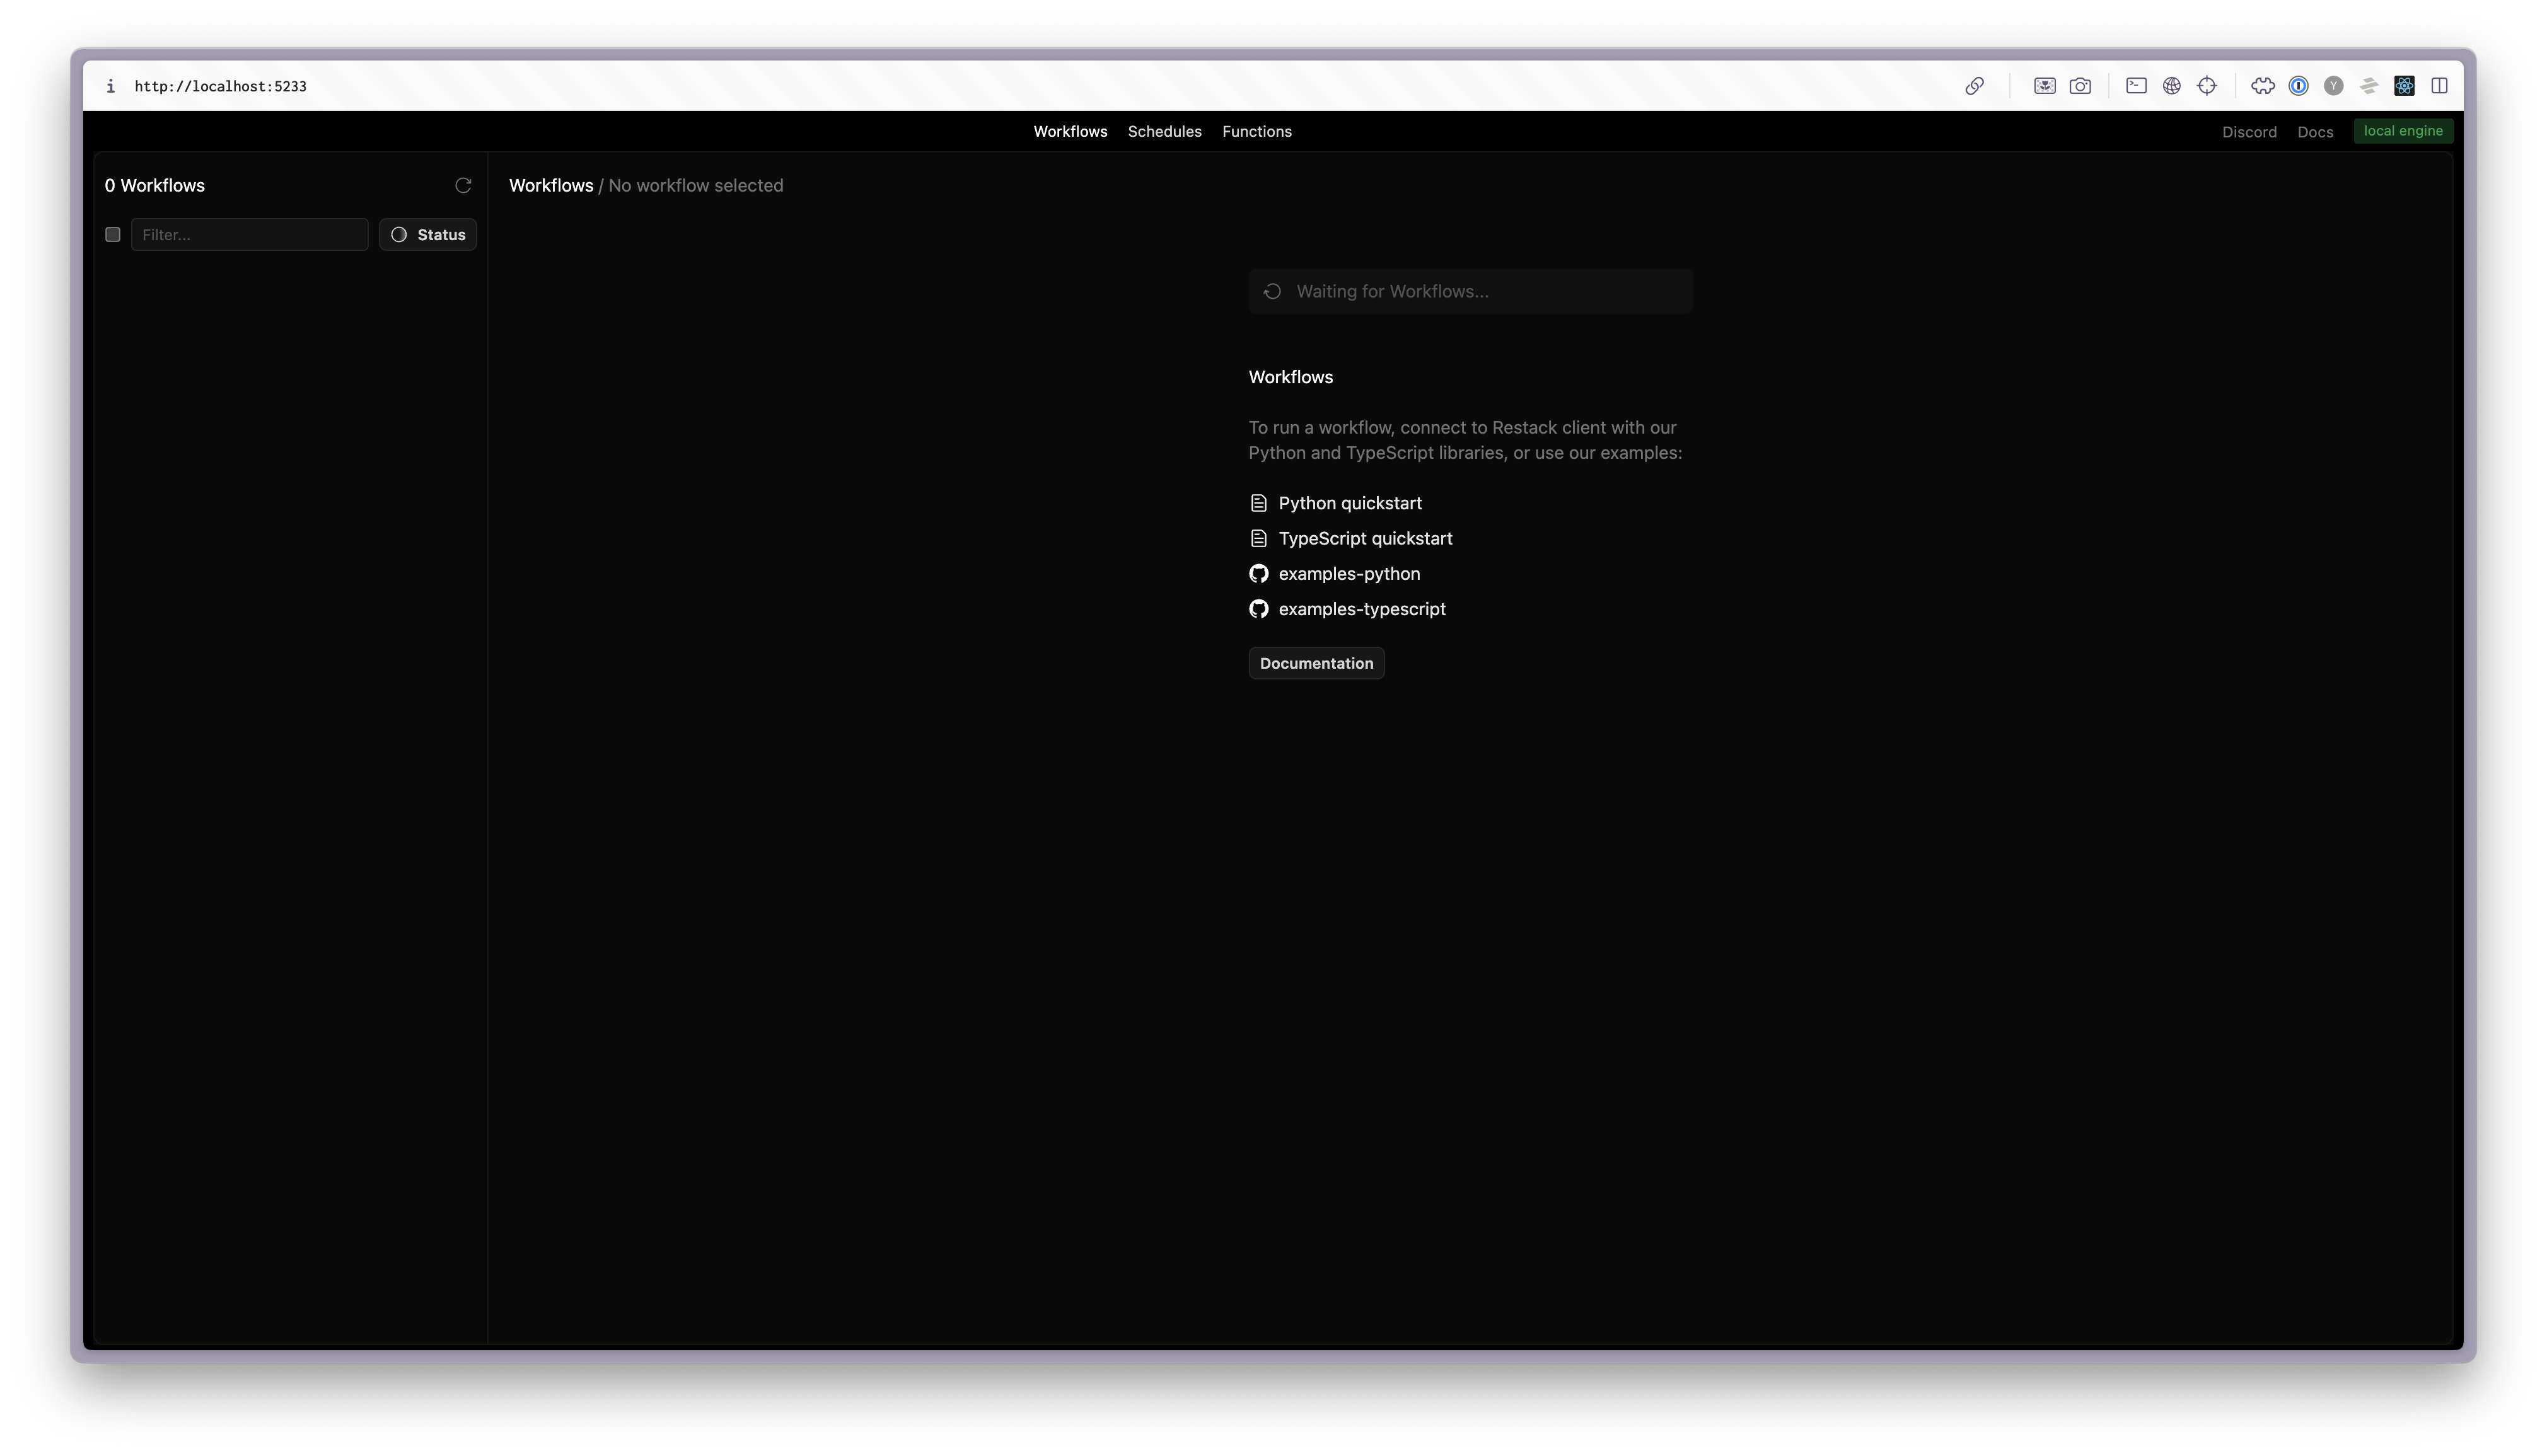 http://localhost:5233
Workflows Schedules Functions
Discord Docs local engine
0 Workflows
Filter...
Status
Workflows / No workflow selected
Waiting for Workflows...
Workflows
To run a workflow, connect to Restack client with our
Python and TypeScript libraries, or use our examples:
Python quickstart
TypeScript quickstart
examples-python
examples-typescript
Documentation